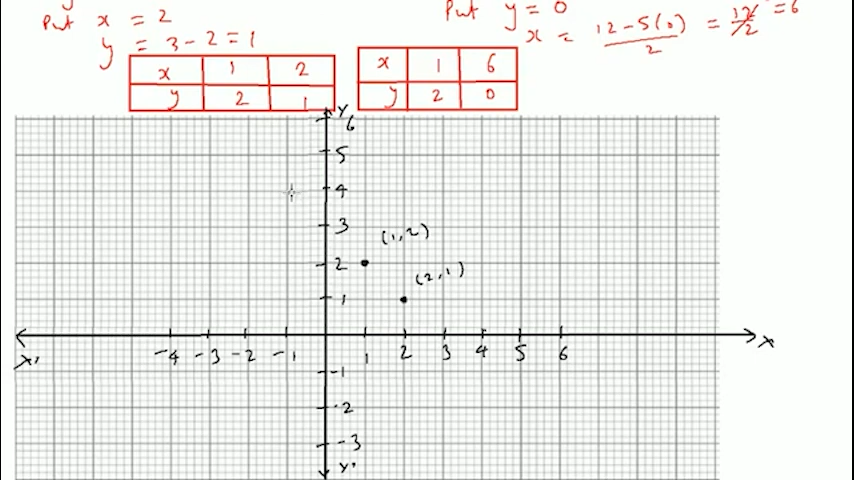 Put x = 2
y = 3 - 2 = 1
Put y = 0
x = 12 - 5(0) / 2 = 12/2 = 6
x 1 2
y 2 1
x 1 6
y 2 0
Y
6
5
4
3
(1,2)
2
(2,1)
1
-4 -3 -2 -1 1 2 3 4 5 6 X
X'
-1
-2
-3
Y'